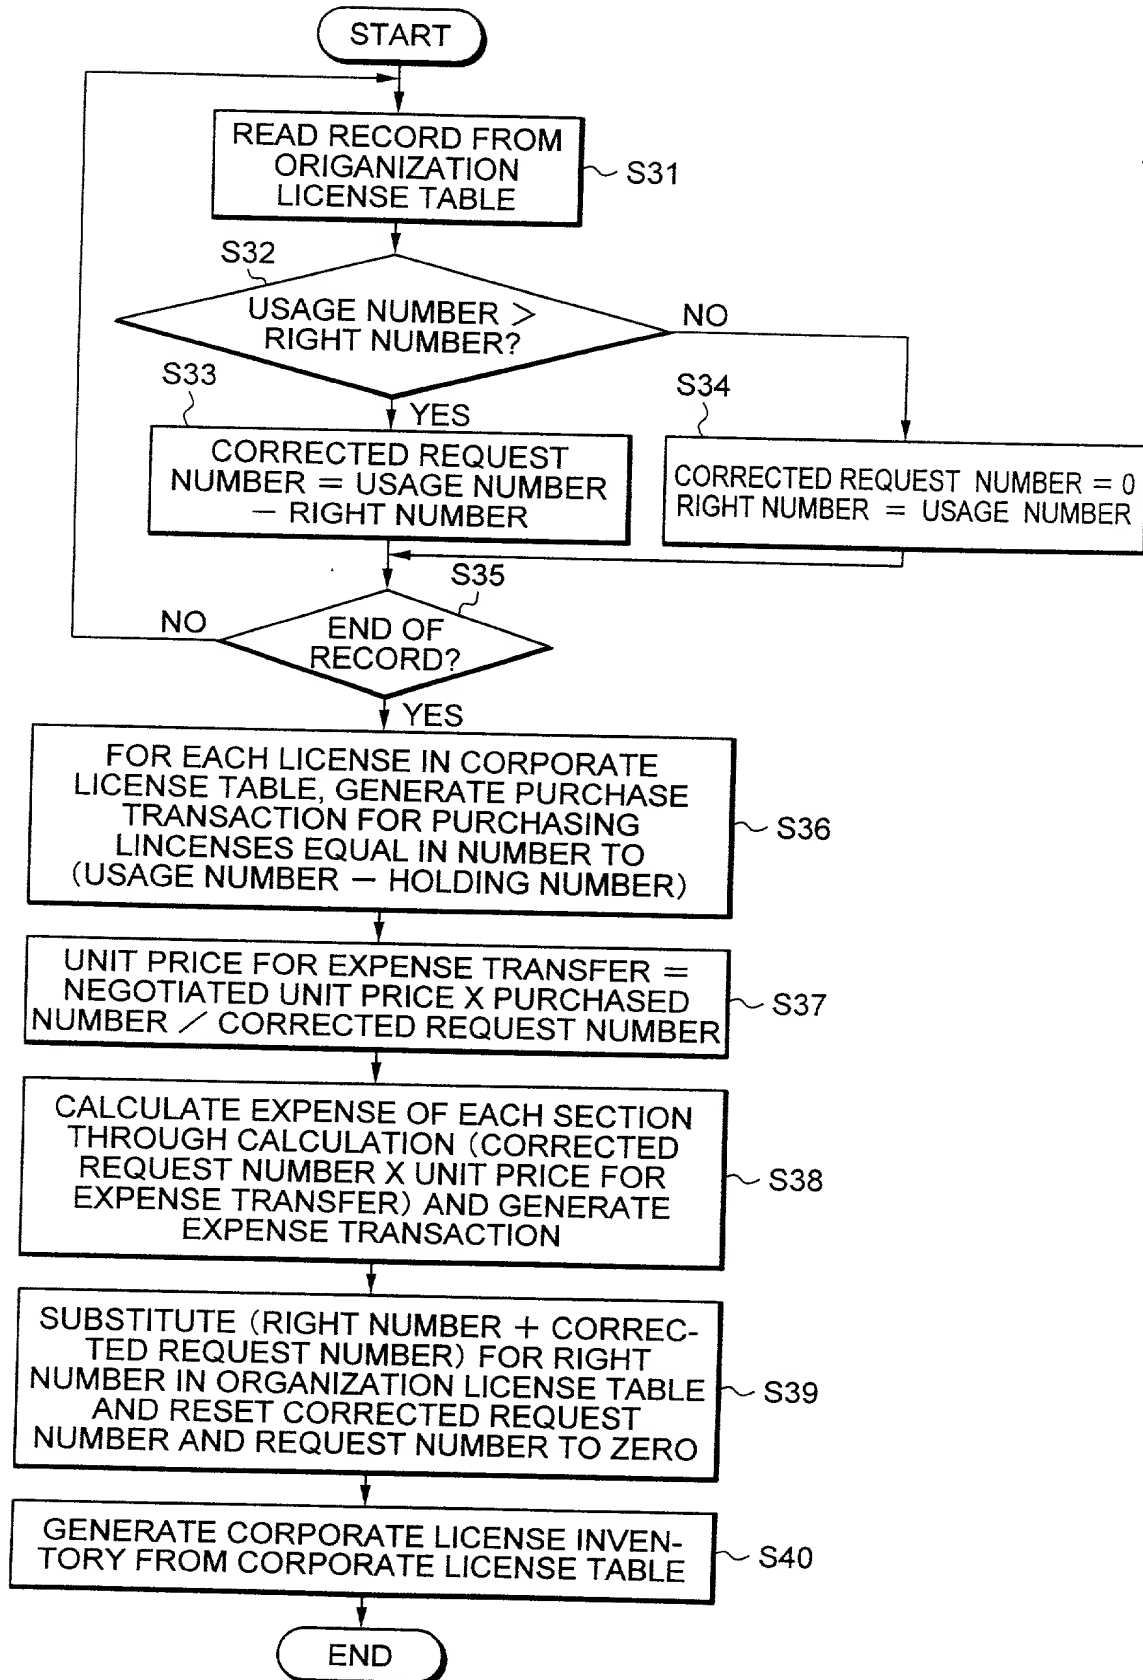 START
READ RECORD FROM
ORIGANIZATION
LICENSE TABLE
S31
S32
USAGE NUMBER >
RIGHT NUMBER?
NO
S33
YES
S34
CORRECTED REQUEST
NUMBER = USAGE NUMBER
− RIGHT NUMBER
CORRECTED REQUEST NUMBER = 0
RIGHT NUMBER = USAGE NUMBER
S35
NO
END OF
RECORD?
YES
FOR EACH LICENSE IN CORPORATE
LICENSE TABLE, GENERATE PURCHASE
TRANSACTION FOR PURCHASING
LINCENSES EQUAL IN NUMBER TO
(USAGE NUMBER − HOLDING NUMBER)
S36
UNIT PRICE FOR EXPENSE TRANSFER =
NEGOTIATED UNIT PRICE X PURCHASED
NUMBER / CORRECTED REQUEST NUMBER
S37
CALCULATE EXPENSE OF EACH SECTION
THROUGH CALCULATION (CORRECTED
REQUEST NUMBER X UNIT PRICE FOR
EXPENSE TRANSFER) AND GENERATE
EXPENSE TRANSACTION
S38
SUBSTITUTE (RIGHT NUMBER + CORREC-
TED REQUEST NUMBER) FOR RIGHT
NUMBER IN ORGANIZATION LICENSE TABLE
AND RESET CORRECTED REQUEST
NUMBER AND REQUEST NUMBER TO ZERO
S39
GENERATE CORPORATE LICENSE INVEN-
TORY FROM CORPORATE LICENSE TABLE
S40
END